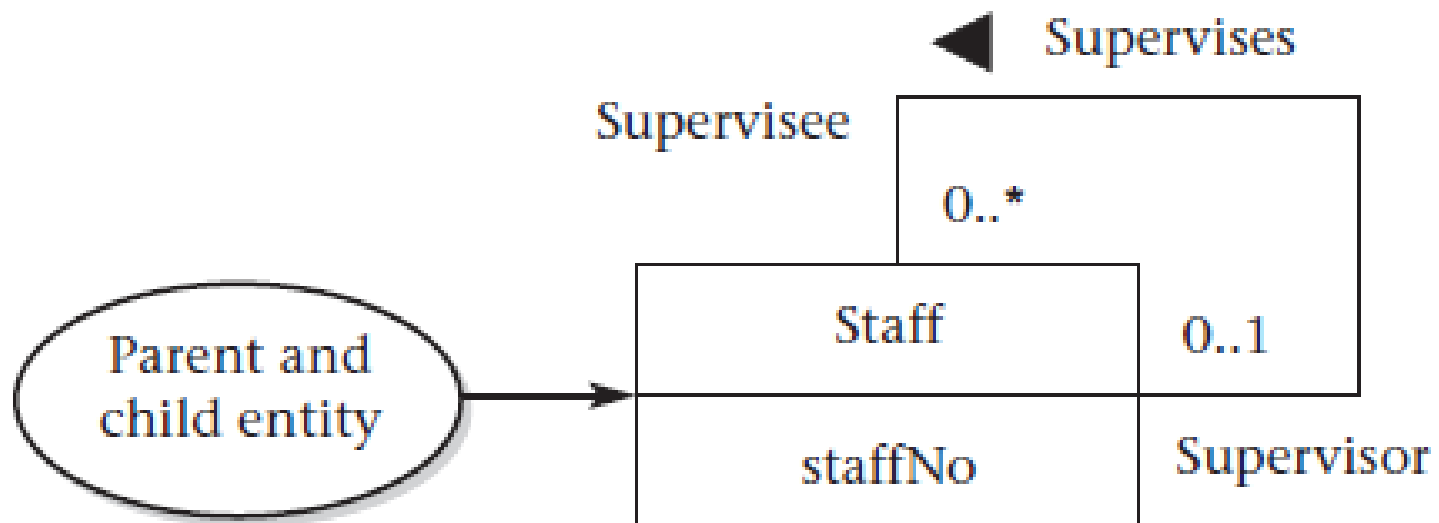 Supervises
Supervisee
0..*
Staff
0..1
Parent and
child entity
staffNo
Supervisor